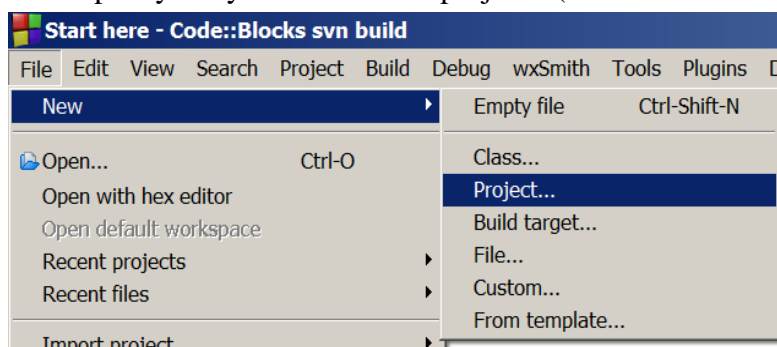 Start here - Code::Blocks svn build
File Edit View Search Project Build Debug wxSmith Tools Plugins
New
Empty file Ctrl-Shift-N
Open... Ctrl-O
Class...
Open with hex editor
Project...
Open default workspace
Build target...
Recent projects
File...
Recent files
Custom...
From template...
Import project